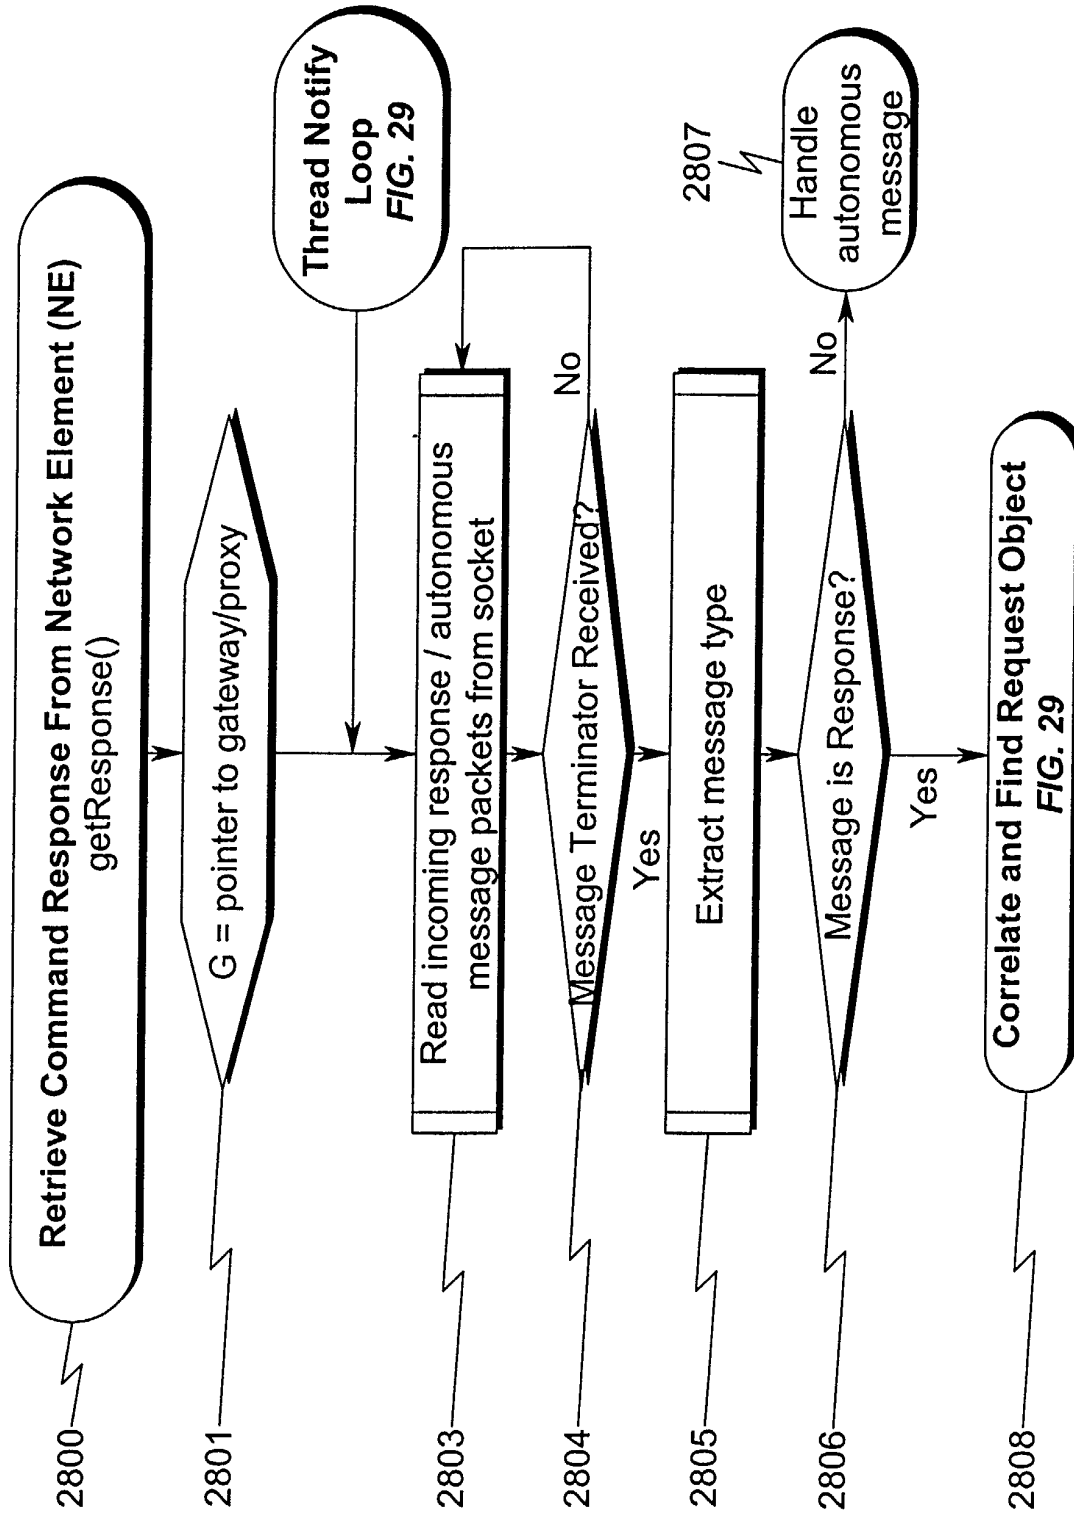 2800
Retrieve Command Response From Network Element (NE)
getResponse()
2801
G = pointer to gateway/proxy
Thread Notify
Loop
FIG. 29
2803
Read incoming response / autonomous
message packets from socket
2804
Message Terminator Received?
No
Yes
2805
Extract message type
2806
Message is Response?
No
2807
Handle
autonomous
message
Yes
2808
Correlate and Find Request Object
FIG. 29